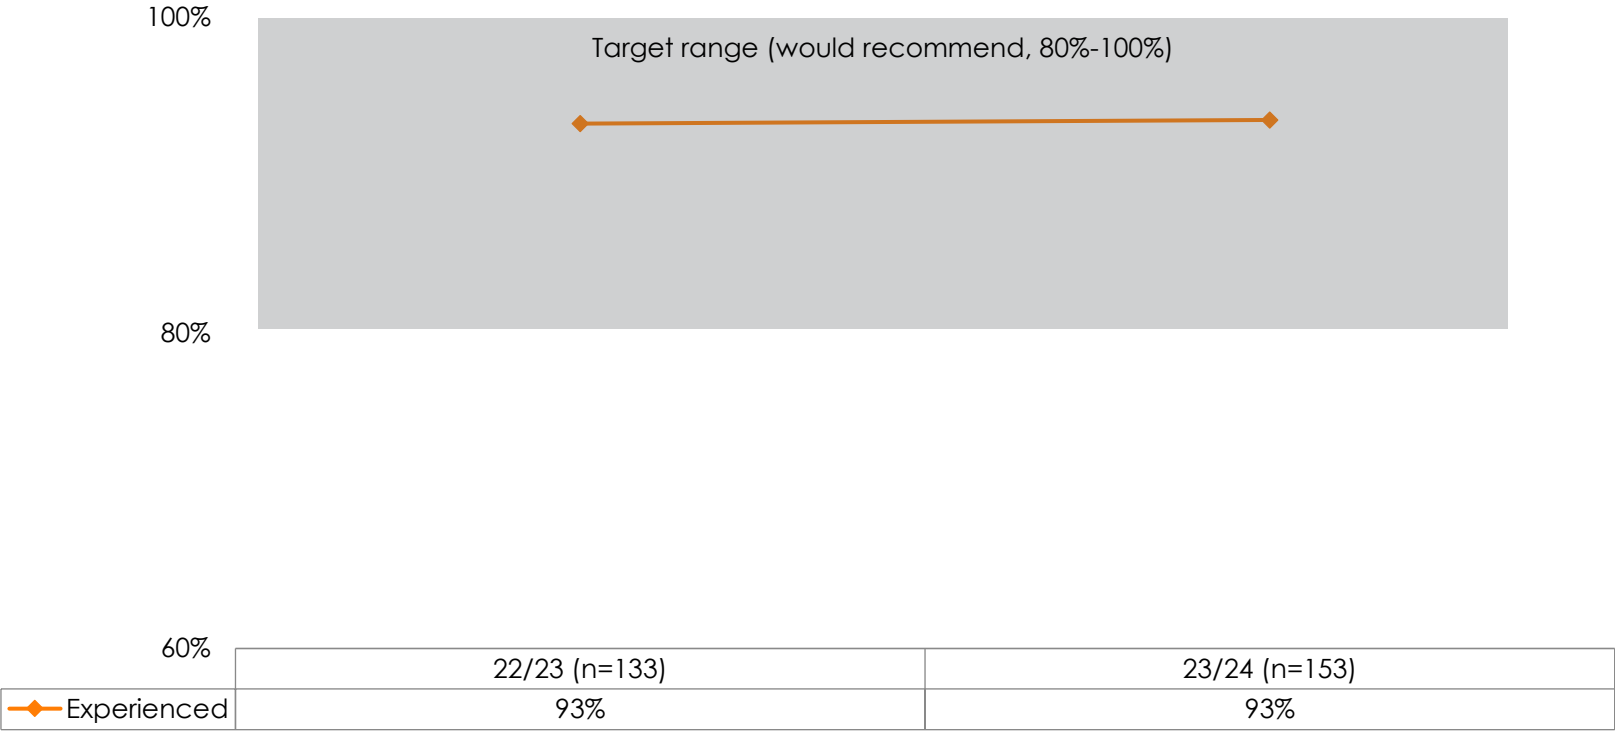 100%
Target range (would recommend, 80%-100%)
80%
60%
22/23 (n=133) 23/24 (n=153)
Experienced 93% 93%